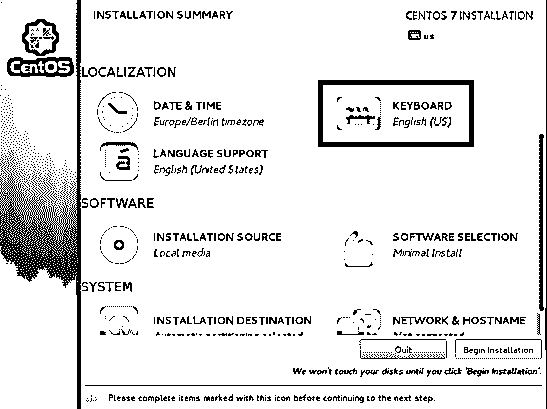 INSTALLATION SUMMARY
CENTOS 7 INSTALLATION
us
CentOS
LOCALIZATION
DATE & TIME
Europe/Berlin timezone
KEYBOARD
English (US)
LANGUAGE SUPPORT
English (United States)
SOFTWARE
INSTALLATION SOURCE
Local media
SOFTWARE SELECTION
Minimal Install
SYSTEM
INSTALLATION DESTINATION
NETWORK & HOSTNAME
Quit
Begin Installation
We won't touch your disks until you click 'Begin Installation'.
Please complete items marked with this icon before continuing to the next step.